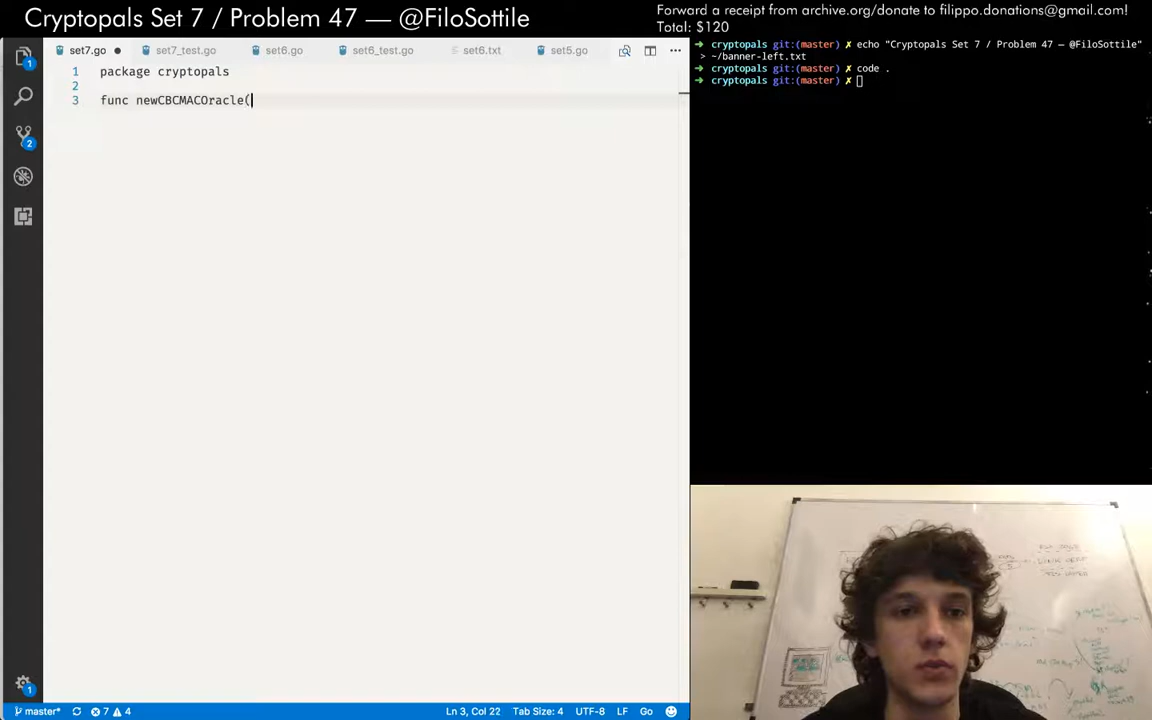 Cryptopals Set 7 / Problem 47 — @FiloSottile
Forward a receipt from archive.org/donate to filippo.donations@gmail.com!
Total: $120
set7.go
set7_test.go
set6.go
set6_test.go
set6.txt
set5.go
1 package cryptopals
2
3 func newCBCMACOracle(
➜ cryptopals git:(master) ✗ echo "Cryptopals Set 7 / Problem 47 — @FiloSottile"
> ~/banner-left.txt
➜ cryptopals git:(master) ✗ code .
➜ cryptopals git:(master) ✗
1
2
1
master* 7 4 Ln 3, Col 22 Tab Size: 4 UTF-8 LF Go